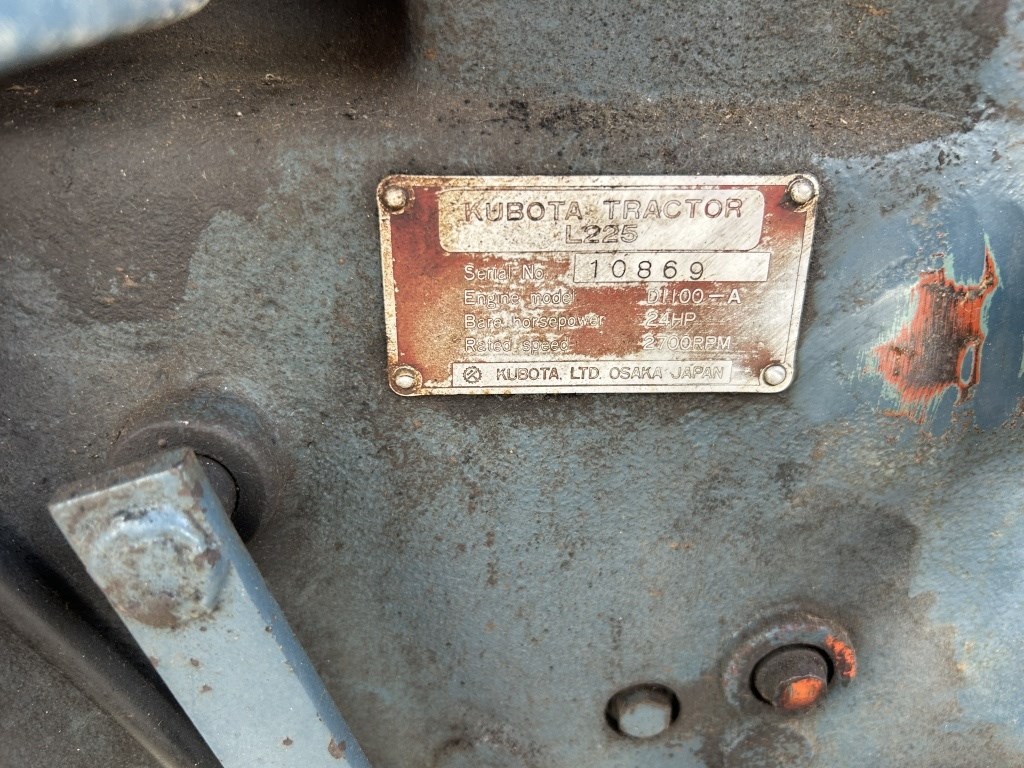 KUBOTA TRACTOR
L225
Serial No. 10869
Engine model D1100-A
Bare horsepower 24HP
Rated speed 2700RPM
KUBOTA, LTD. OSAKA JAPAN